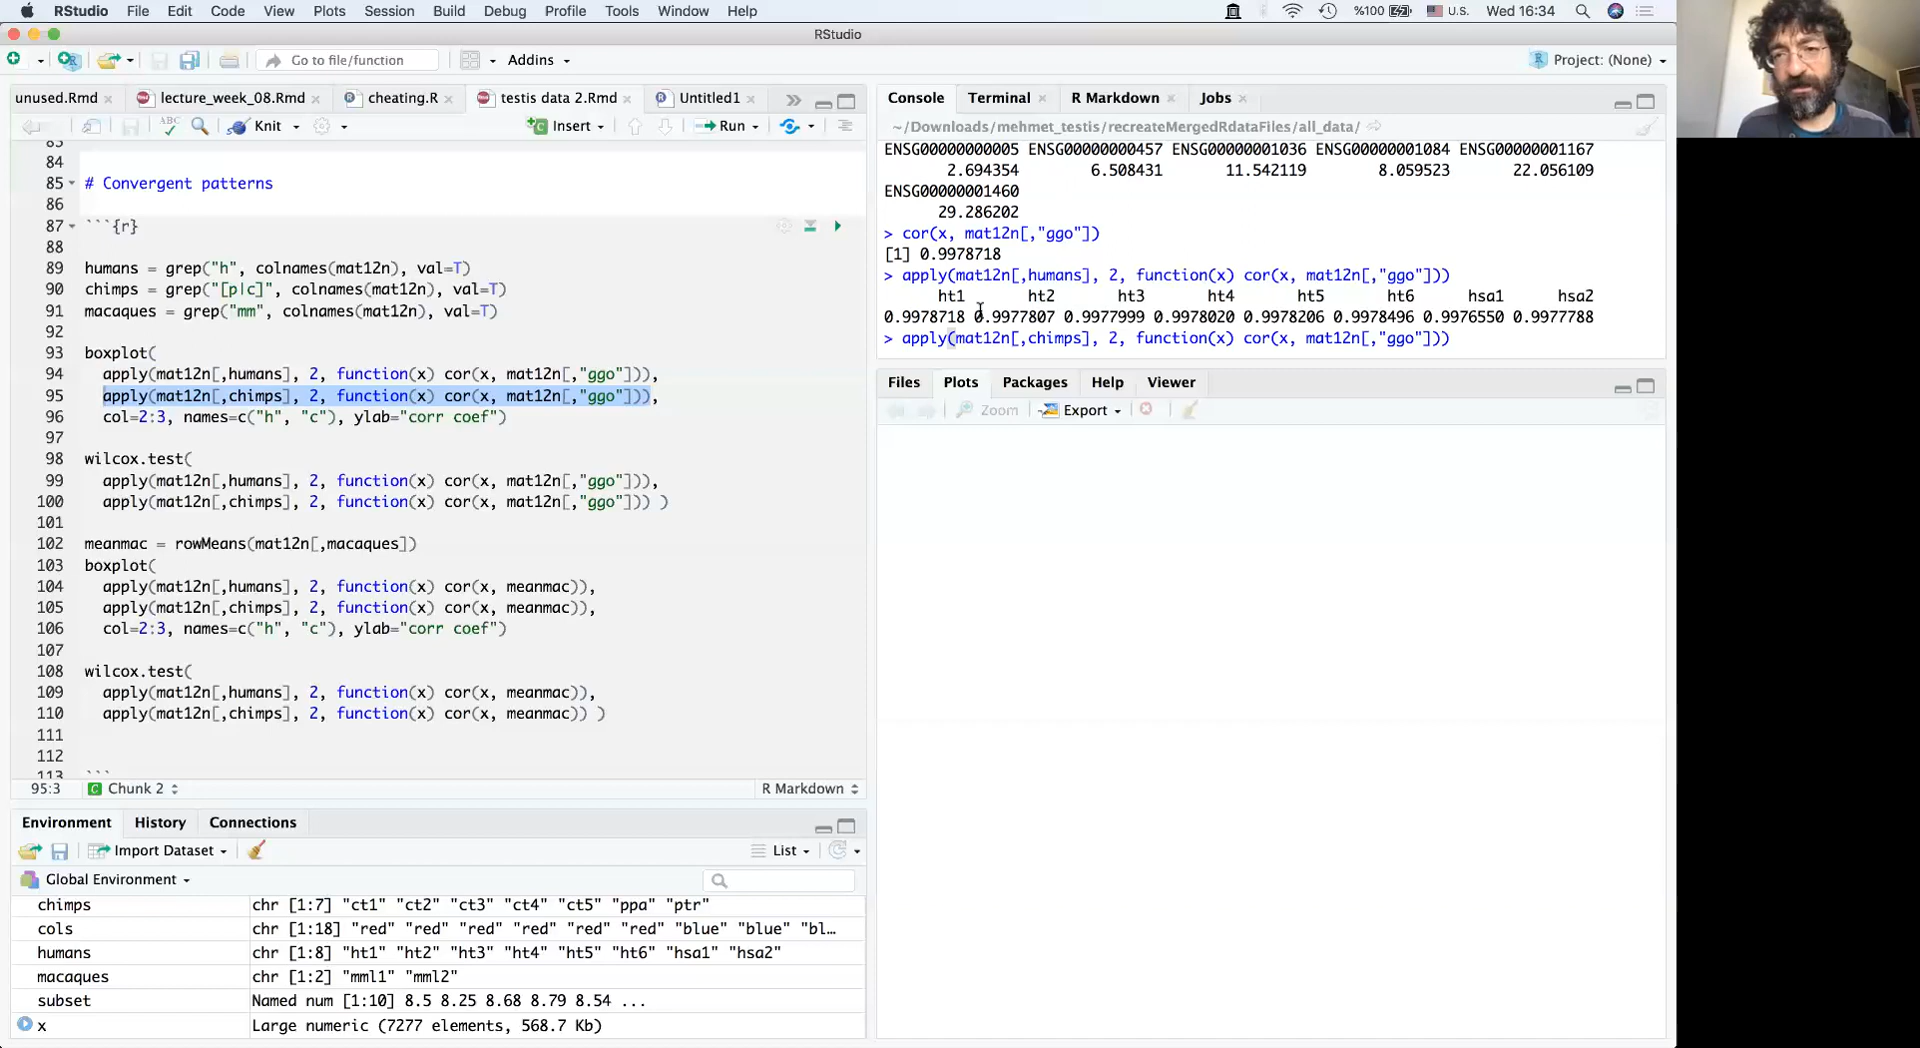 RStudio File Edit Code View Plots Session Build Debug Profile Tools Window Help %100 U.S. Wed 16:34
RStudio
Go to file/function Addins Project: (None)
unused.Rmd lecture_week_08.Rmd cheating.R testis data 2.Rmd Untitled1
ABC Knit Insert Run
83
84
85 # Convergent patterns
86
87 ```{r}
88
89 humans = grep("h", colnames(mat12n), val=T)
90 chimps = grep("[p|c]", colnames(mat12n), val=T)
91 macaques = grep("mm", colnames(mat12n), val=T)
92
93 boxplot(
94 apply(mat12n[,humans], 2, function(x) cor(x, mat12n[,"ggo"])),
95 apply(mat12n[,chimps], 2, function(x) cor(x, mat12n[,"ggo"])),
96 col=2:3, names=c("h", "c"), ylab="corr coef")
97
98 wilcox.test(
99 apply(mat12n[,humans], 2, function(x) cor(x, mat12n[,"ggo"])),
100 apply(mat12n[,chimps], 2, function(x) cor(x, mat12n[,"ggo"])) )
101
102 meanmac = rowMeans(mat12n[,macaques])
103 boxplot(
104 apply(mat12n[,humans], 2, function(x) cor(x, meanmac)),
105 apply(mat12n[,chimps], 2, function(x) cor(x, meanmac)),
106 col=2:3, names=c("h", "c"), ylab="corr coef")
107
108 wilcox.test(
109 apply(mat12n[,humans], 2, function(x) cor(x, meanmac)),
110 apply(mat12n[,chimps], 2, function(x) cor(x, meanmac)) )
111
112
113 ```
95:3 Chunk 2 R Markdown
Environment History Connections
Import Dataset List
Global Environment
chimps chr [1:7] "ct1" "ct2" "ct3" "ct4" "ct5" "ppa" "ptr"
cols chr [1:18] "red" "red" "red" "red" "red" "red" "blue" "blue" "bl…
humans chr [1:8] "ht1" "ht2" "ht3" "ht4" "ht5" "ht6" "hsa1" "hsa2"
macaques chr [1:2] "mml1" "mml2"
subset Named num [1:10] 8.5 8.25 8.68 8.79 8.54 ...
x Large numeric (7277 elements, 568.7 Kb)
Console Terminal R Markdown Jobs
~/Downloads/mehmet_testis/recreateMergedRdataFiles/all_data/
ENSG00000000005 ENSG00000000457 ENSG00000001036 ENSG00000001084 ENSG00000001167
2.694354 6.508431 11.542119 8.059523 22.056109
ENSG00000001460
29.286202
> cor(x, mat12n[,"ggo"])
[1] 0.9978718
> apply(mat12n[,humans], 2, function(x) cor(x, mat12n[,"ggo"]))
ht1 ht2 ht3 ht4 ht5 ht6 hsa1 hsa2
0.9978718 0.9977807 0.9977999 0.9978020 0.9978206 0.9978496 0.9976550 0.9977788
> apply(mat12n[,chimps], 2, function(x) cor(x, mat12n[,"ggo"]))
Files Plots Packages Help Viewer
Zoom Export